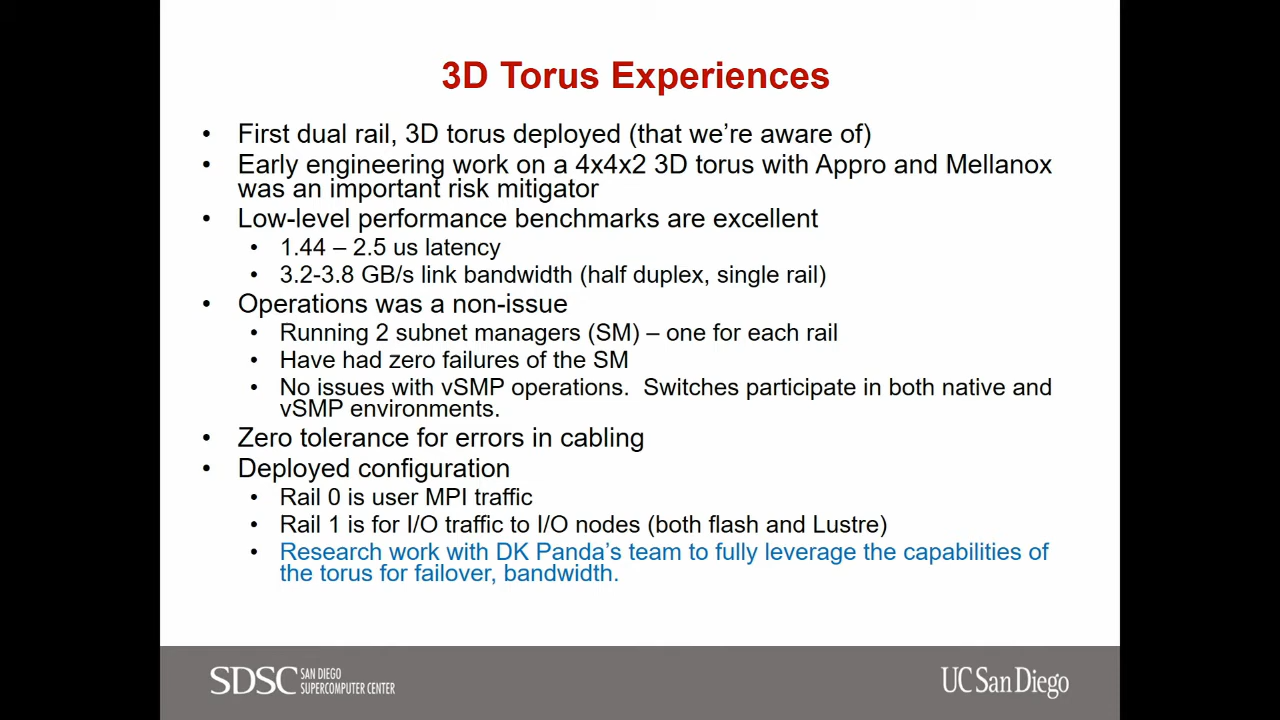 3D Torus Experiences
• First dual rail, 3D torus deployed (that we’re aware of)
• Early engineering work on a 4x4x2 3D torus with Appro and Mellanox
was an important risk mitigator
• Low-level performance benchmarks are excellent
• 1.44 – 2.5 us latency
• 3.2-3.8 GB/s link bandwidth (half duplex, single rail)
• Operations was a non-issue
• Running 2 subnet managers (SM) – one for each rail
• Have had zero failures of the SM
• No issues with vSMP operations.  Switches participate in both native and
vSMP environments.
• Zero tolerance for errors in cabling
• Deployed configuration
• Rail 0 is user MPI traffic
• Rail 1 is for I/O traffic to I/O nodes (both flash and Lustre)
• Research work with DK Panda’s team to fully leverage the capabilities of
the torus for failover, bandwidth.
SDSC SAN DIEGO
SUPERCOMPUTER CENTER
UC San Diego